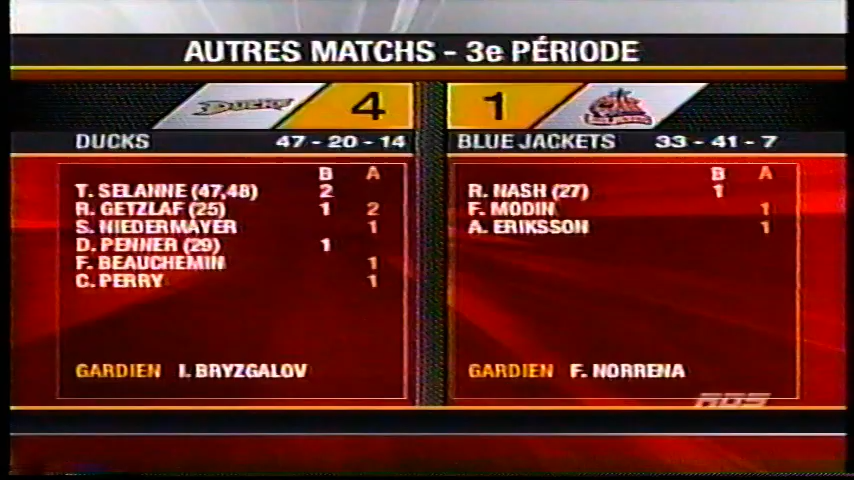 AUTRES MATCHS - 3e PÉRIODE
DUCKS 4 1
DUCKS 47 - 20 - 14
B A
T. SELANNE (47,48) 2
R. GETZLAF (25) 1 2
S. NIEDERMAYER 1
D. PENNER (29) 1
F. BEAUCHEMIN 1
C. PERRY 1
GARDIEN I. BRYZGALOV
BLUE JACKETS 33 - 41 - 7
B A
R. NASH (27) 1
F. MODIN 1
A. ERIKSSON 1
GARDIEN F. NORRENA
RDS